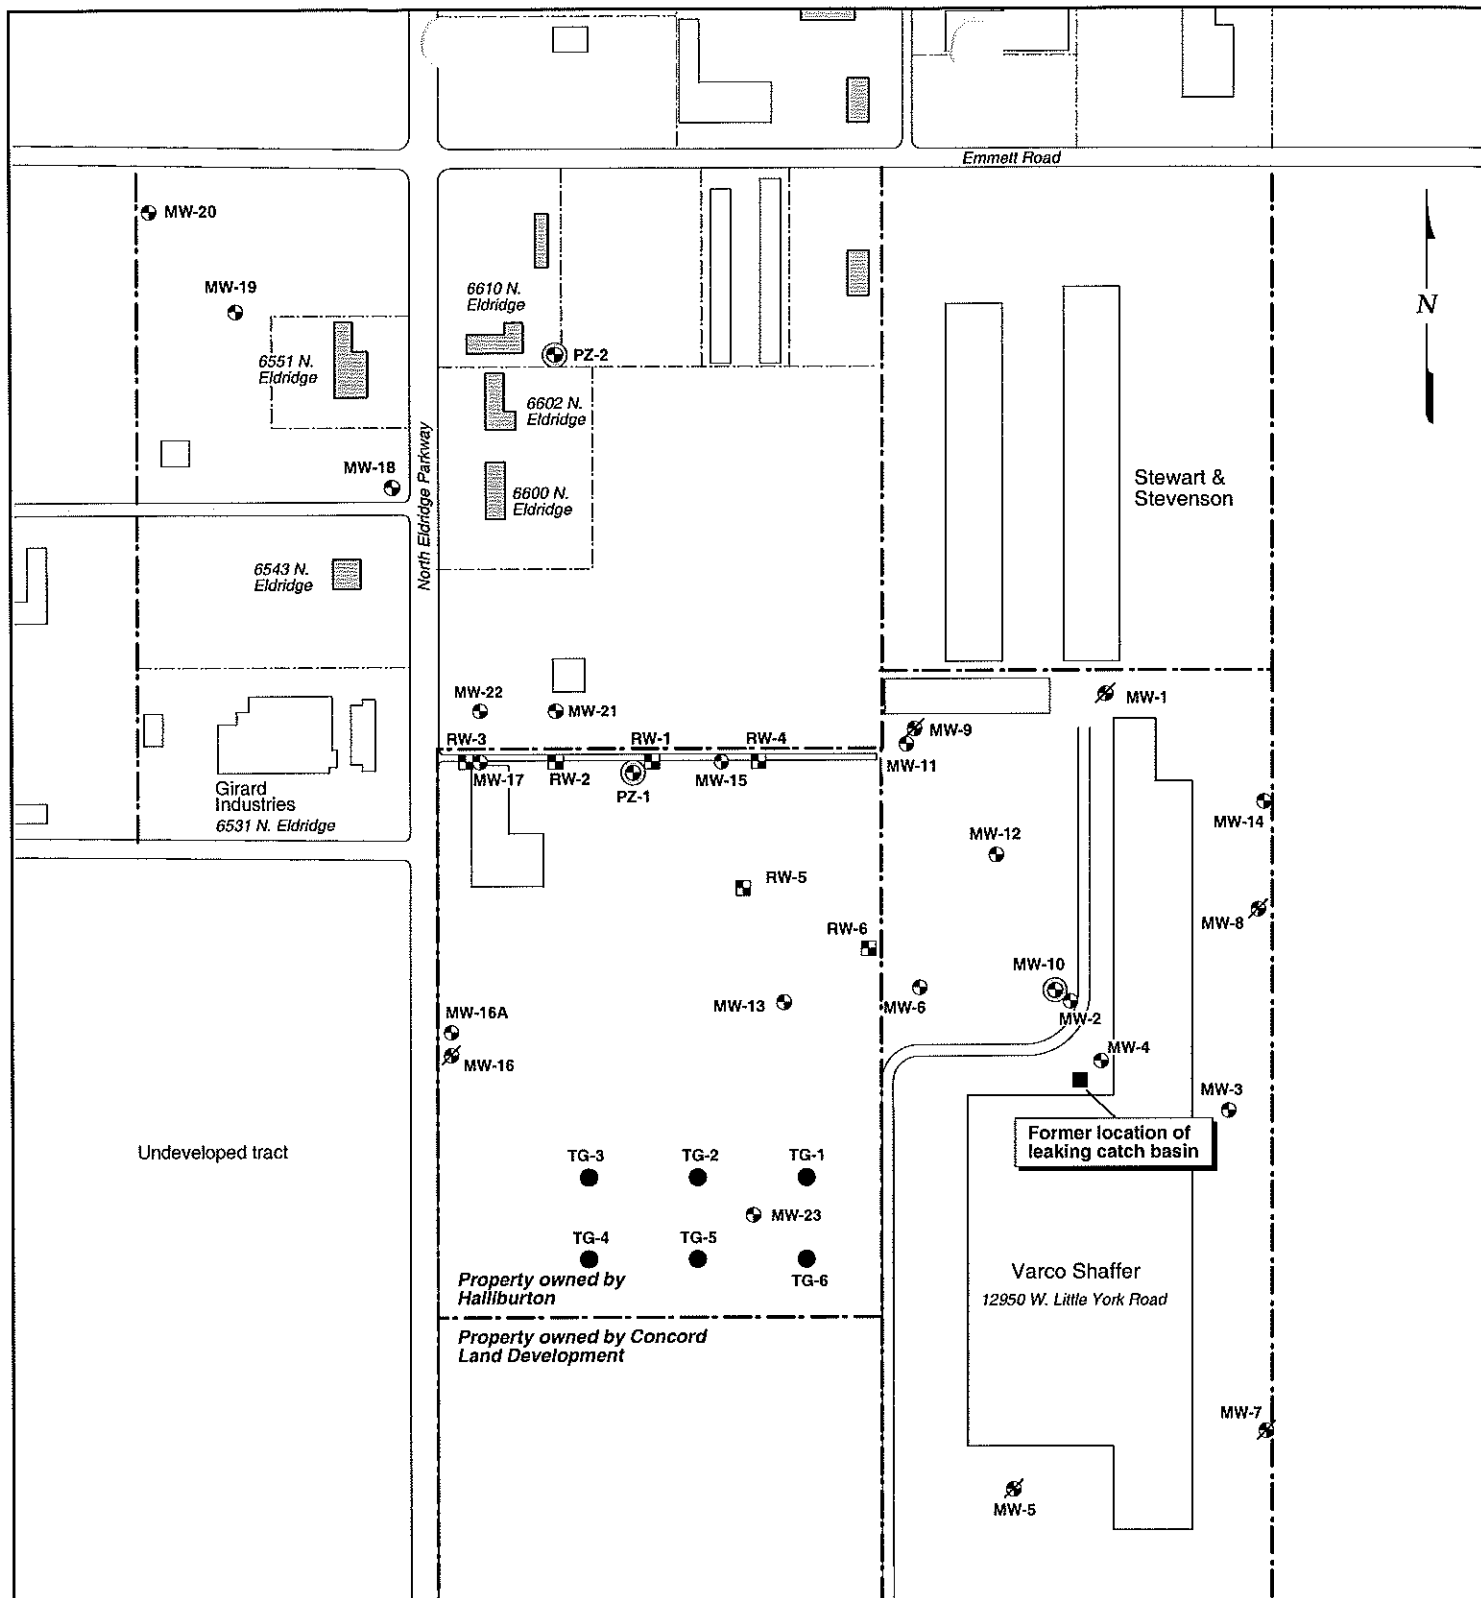 Emmett Road
MW-20
MW-19
6610 N.
Eldridge
N
PZ-2
6551 N.
Eldridge
6602 N.
Eldridge
North Eldridge Parkway
MW-18
6600 N.
Eldridge
Stewart &
Stevenson
6543 N.
Eldridge
MW-22
MW-21
MW-1
MW-9
RW-3
RW-1
RW-4
MW-11
MW-17
RW-2
MW-15
PZ-1
Girard
Industries
6531 N. Eldridge
MW-14
MW-12
RW-5
MW-8
RW-6
MW-10
MW-13
MW-6
MW-16A
MW-2
MW-16
MW-4
MW-3
Former location of
leaking catch basin
Undeveloped tract
TG-3
TG-2
TG-1
MW-23
TG-4
TG-5
TG-6
Property owned by
Halliburton
Varco Shaffer
12950 W. Little York Road
Property owned by Concord
Land Development
MW-7
MW-5